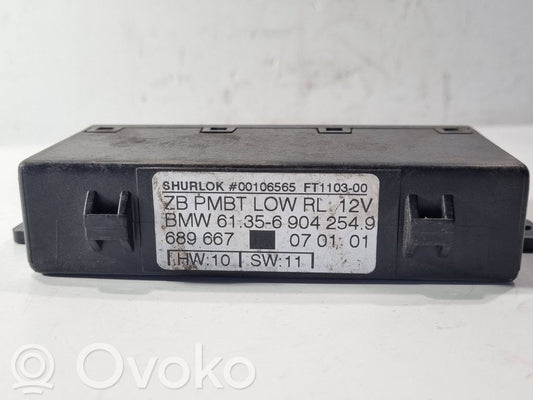 SHURLOK #00106565 FT1103-00
ZB PMBT LOW RL 12V
BMW 61.35-6 904 254.9
689 667 07 01 01
HW:10 SW:11
Ovoko